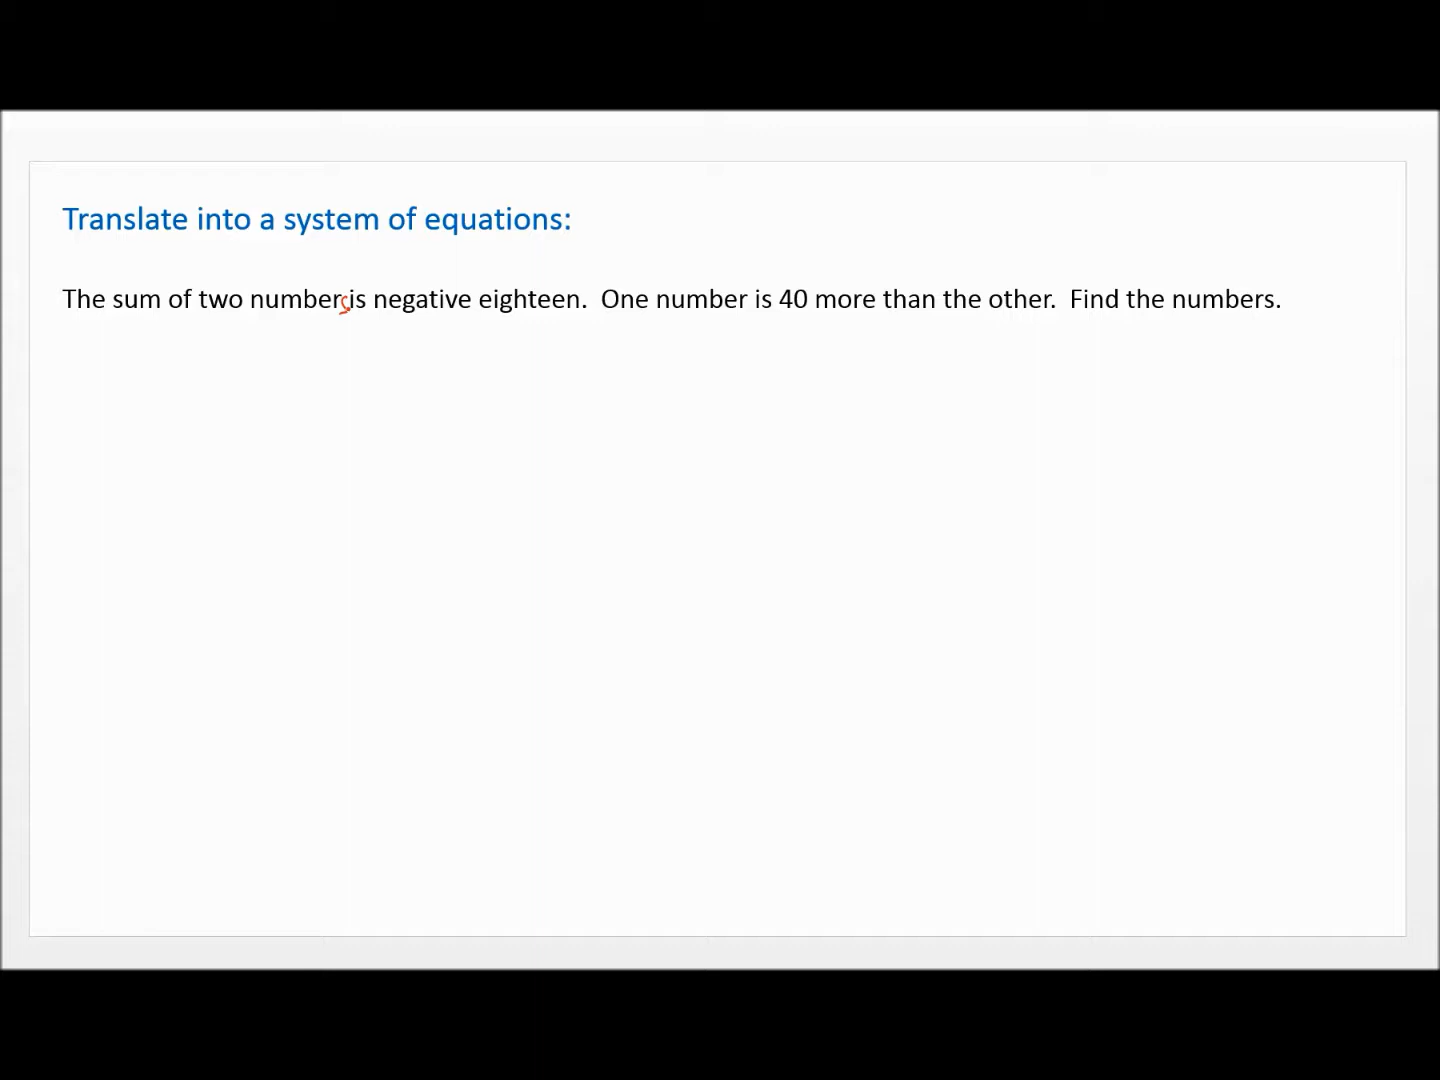 Translate into a system of equations:
The sum of two numbers is negative eighteen. One number is 40 more than the other. Find the numbers.